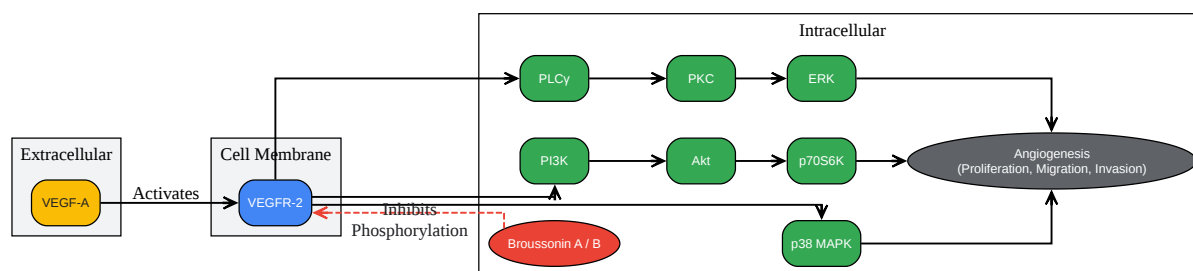 Intracellular
PLCγ
PKC
ERK
Extracellular
Cell Membrane
VEGF-A
Activates
VEGFR-2
PI3K
Akt
p70S6K
Angiogenesis
(Proliferation, Migration, Invasion)
Inhibits
Phosphorylation
Broussonin A / B
p38 MAPK